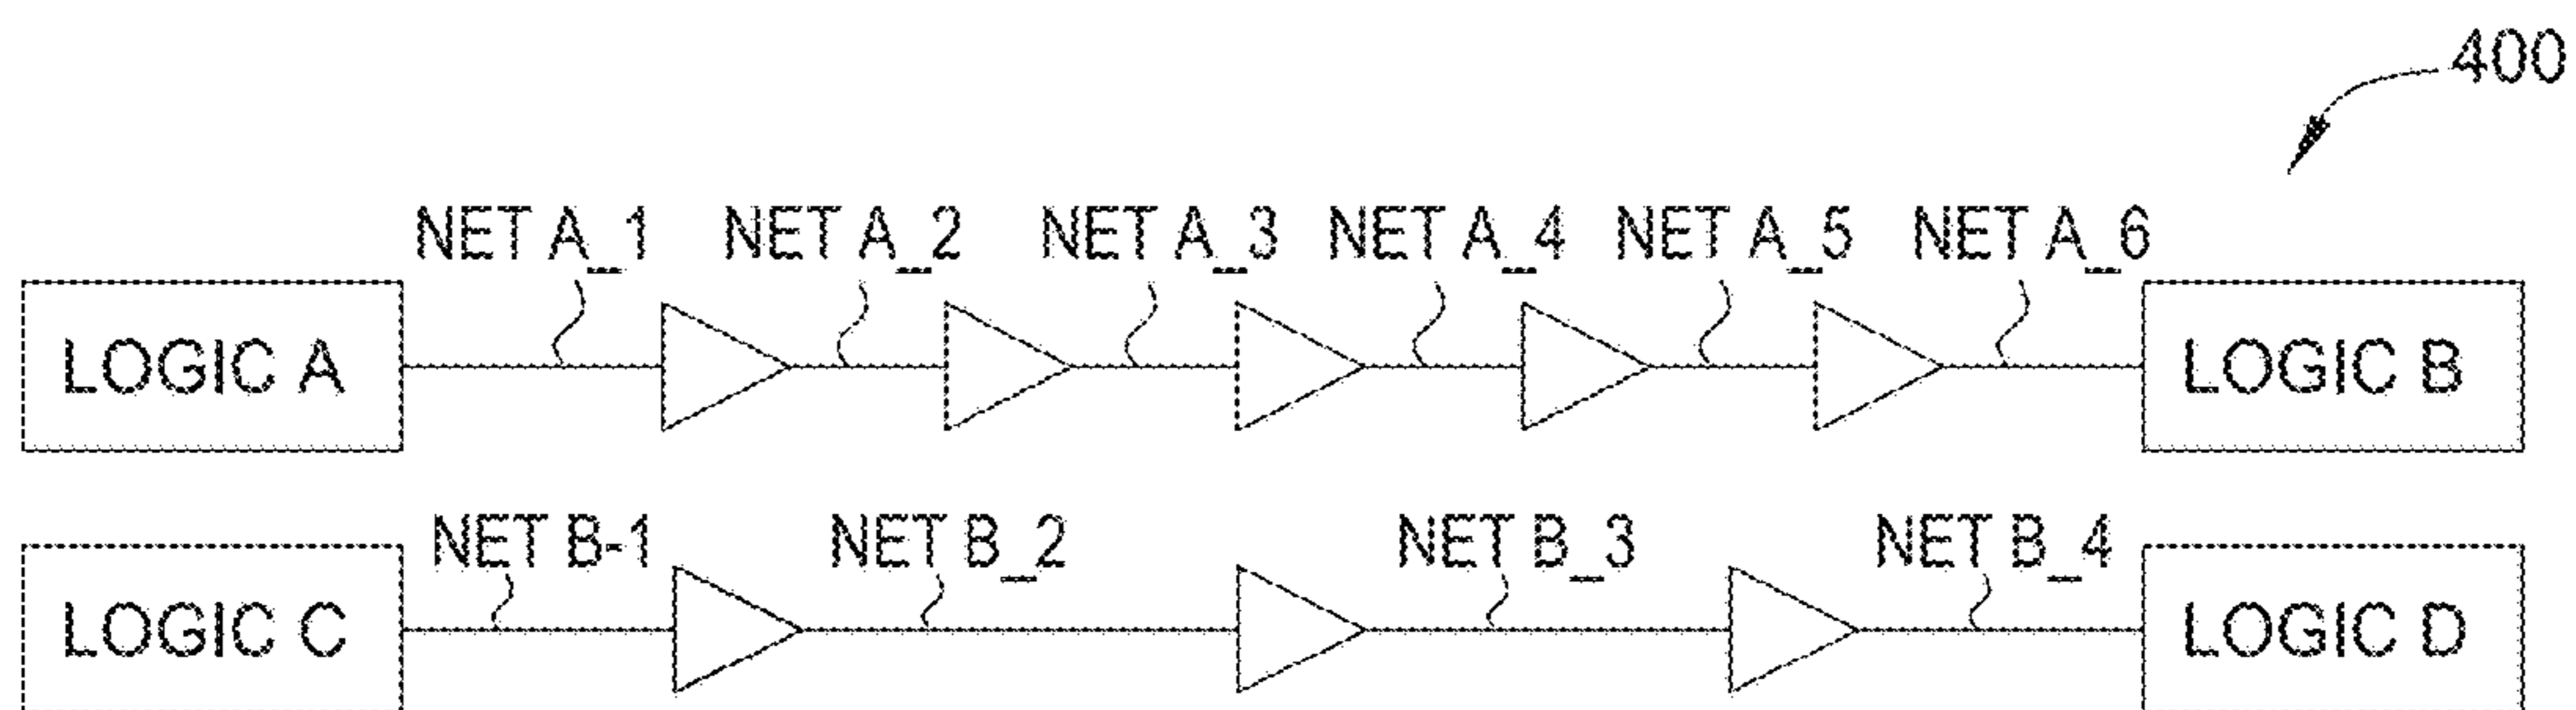 400
NET A_1 NET A_2 NET A_3 NET A_4 NET A_5 NET A_6
LOGIC A LOGIC B
NET B-1 NET B_2 NET B_3 NET B_4
LOGIC C LOGIC D